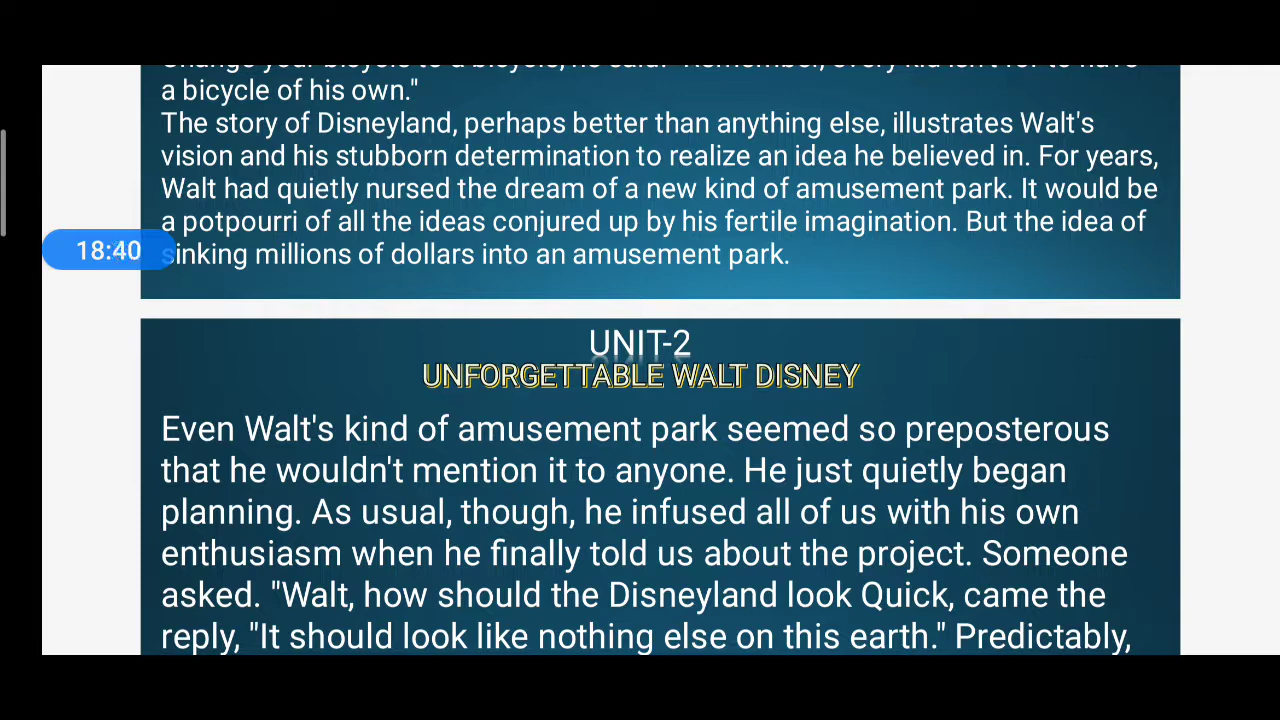 a bicycle of his own."
The story of Disneyland, perhaps better than anything else, illustrates Walt's
vision and his stubborn determination to realize an idea he believed in. For years,
Walt had quietly nursed the dream of a new kind of amusement park. It would be
a potpourri of all the ideas conjured up by his fertile imagination. But the idea of
18:40
sinking millions of dollars into an amusement park.
UNIT-2
UNFORGETTABLE WALT DISNEY
Even Walt's kind of amusement park seemed so preposterous
that he wouldn't mention it to anyone. He just quietly began
planning. As usual, though, he infused all of us with his own
enthusiasm when he finally told us about the project. Someone
asked. "Walt, how should the Disneyland look Quick, came the
reply, "It should look like nothing else on this earth." Predictably,